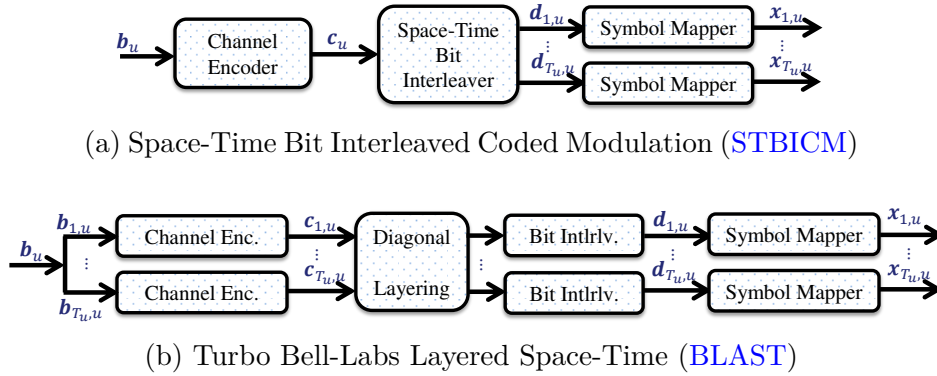 b_u
Channel
Encoder
c_u
Space-Time
Bit
Interleaver
d_{1,u}
⋮
d_{T_u,u}
Symbol Mapper
Symbol Mapper
x_{1,u}
⋮
x_{T_u,u}
(a) Space-Time Bit Interleaved Coded Modulation (STBICM)
b_u
b_{1,u}
⋮
b_{T_u,u}
Channel Enc.
Channel Enc.
c_{1,u}
⋮
c_{T_u,u}
Diagonal
Layering
⋮
Bit Intlrlv.
Bit Intlrlv.
d_{1,u}
⋮
d_{T_u,u}
Symbol Mapper
Symbol Mapper
x_{1,u}
⋮
x_{T_u,u}
(b) Turbo Bell-Labs Layered Space-Time (BLAST)